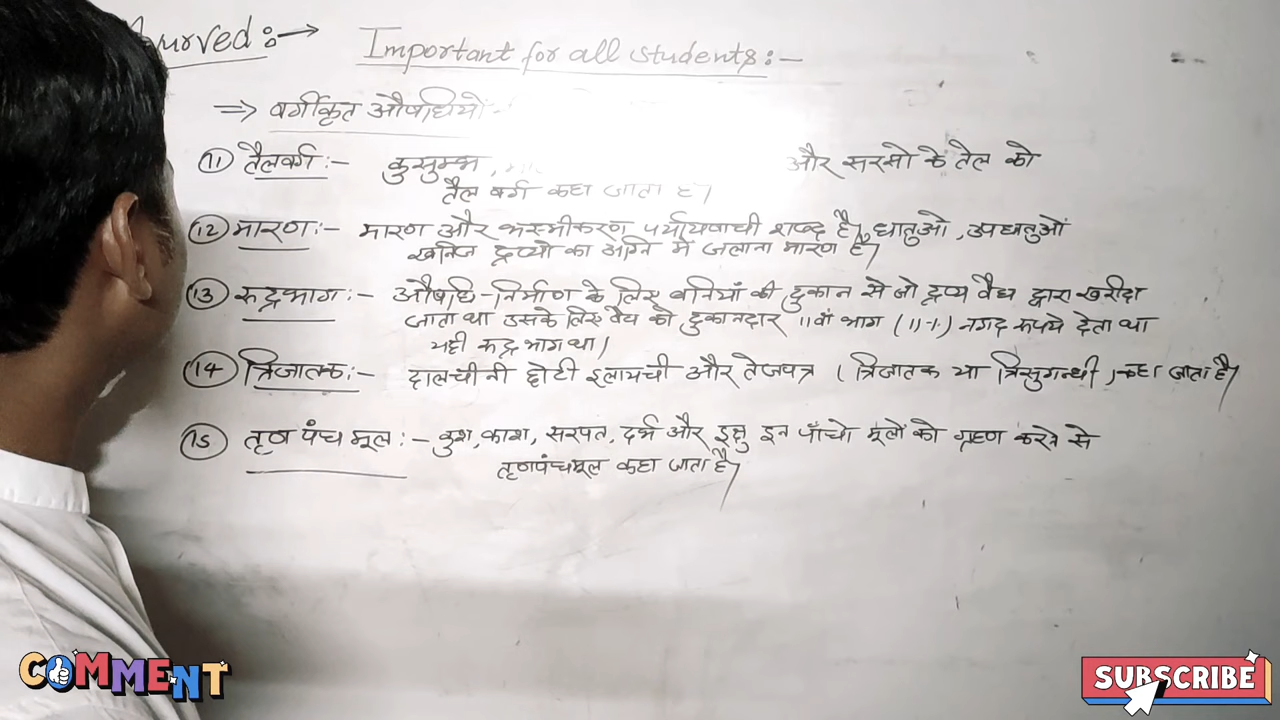 Ayurved :→ Important for all students:-
⇒ वर्गीकृत औषधियों-
11 तैलवर्ग :- कुसुम्भ , और सरसो के तेल को
तैल वर्ग कहा जाता है।
12 मारण :- मारण और भस्मीकरण पर्यायवाची शब्द है। धातुओ , उपधातुओं
खनिज द्रव्यो का अग्नि में जलाना मारण है।
13 रुद्रभाग :- औषधि-निर्माण के लिए बनियाँ की दुकान से जो द्रव्य वैद्य द्वारा खरीदा
जाता था उसके लिए वैद्य को दुकानदार 11वाँ भाग नगद रूपये देता था
यही रुद्र भाग था।
14 त्रिजातक :- दालचीनी छोटी इलायची और तेजपत्र ( त्रिजातक या त्रिसुगन्धी ) कहा जाता है।
15 तृण पंच मूल :- कुश, काश, सरपत, दर्भ और इक्षु इन पाँचो मूलो को ग्रहण करने से
तृणपंचमूल कहा जाता है।
COMMENT
SUBSCRIBE